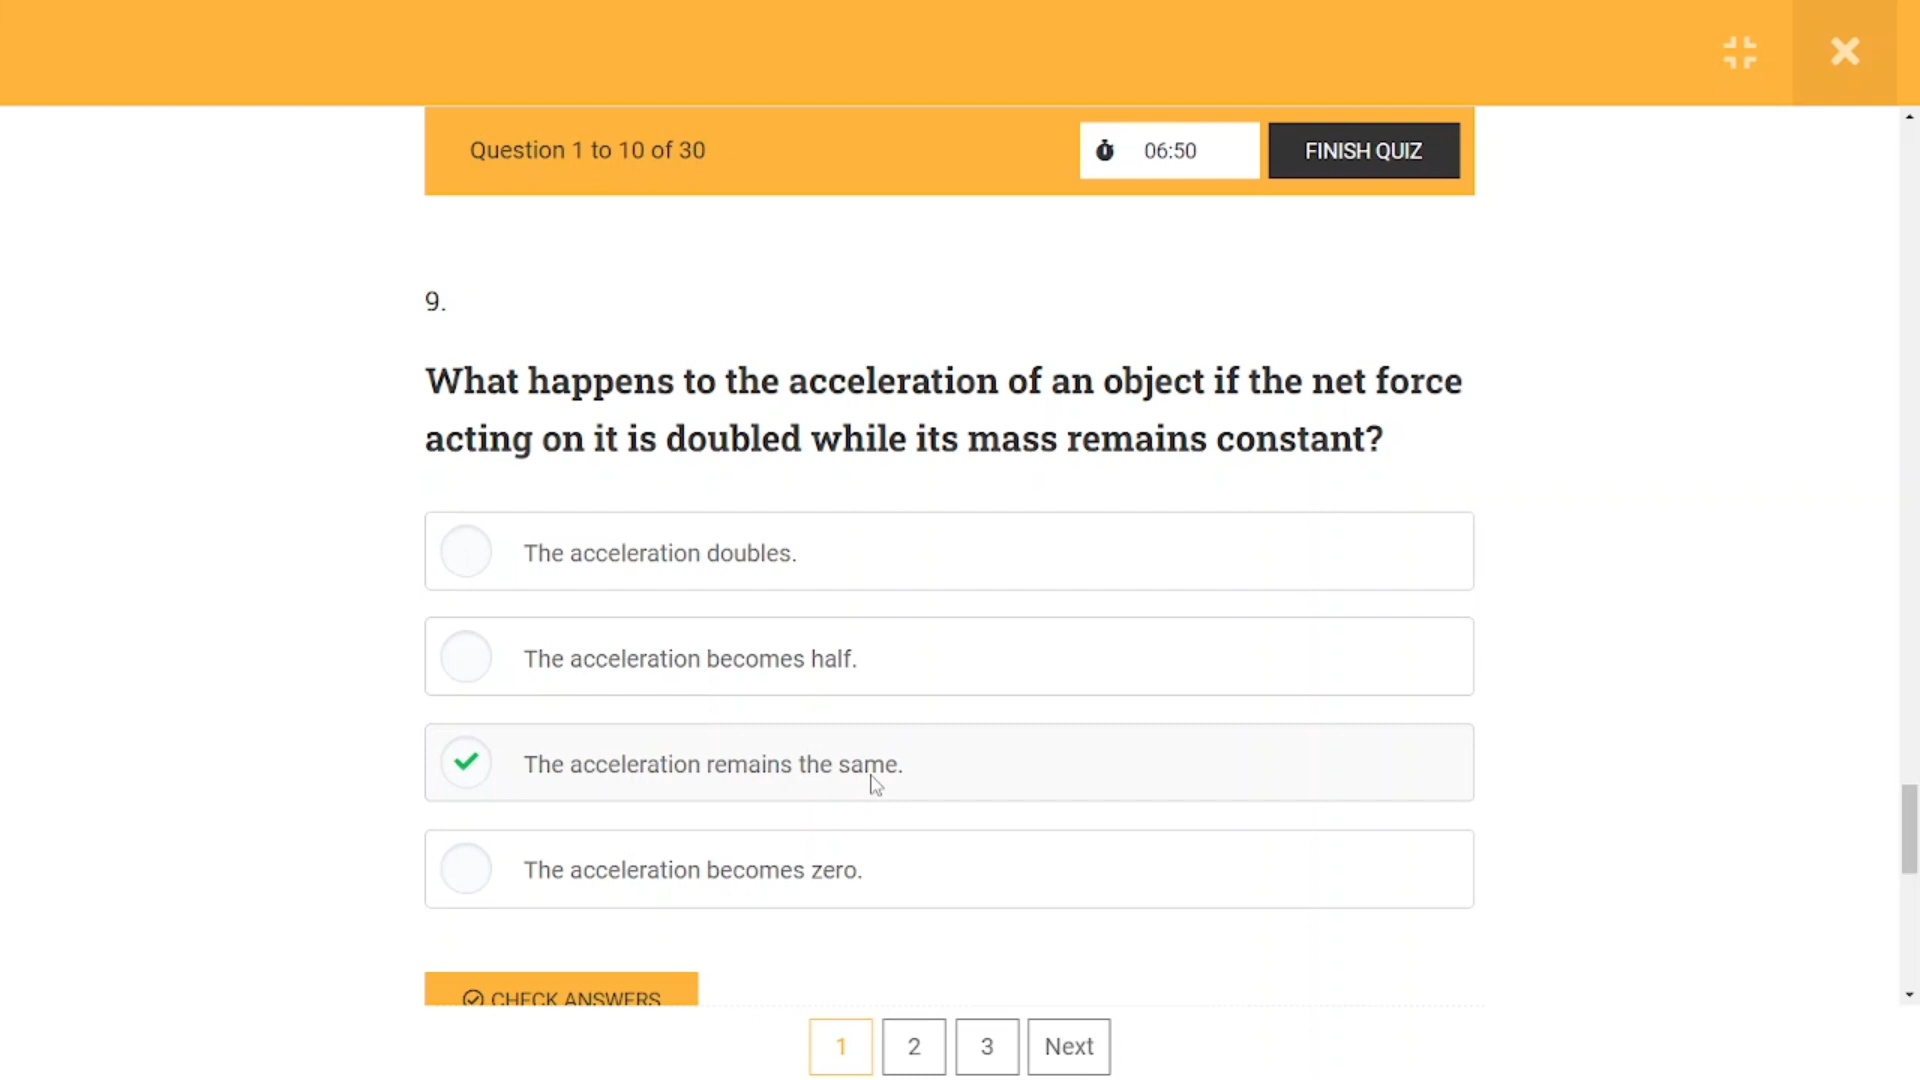 Question 1 to 10 of 30
06:50
FINISH QUIZ
9.
What happens to the acceleration of an object if the net force
acting on it is doubled while its mass remains constant?
The acceleration doubles.
The acceleration becomes half.
The acceleration remains the same.
The acceleration becomes zero.
CHECK ANSWERS
1
2
3
Next